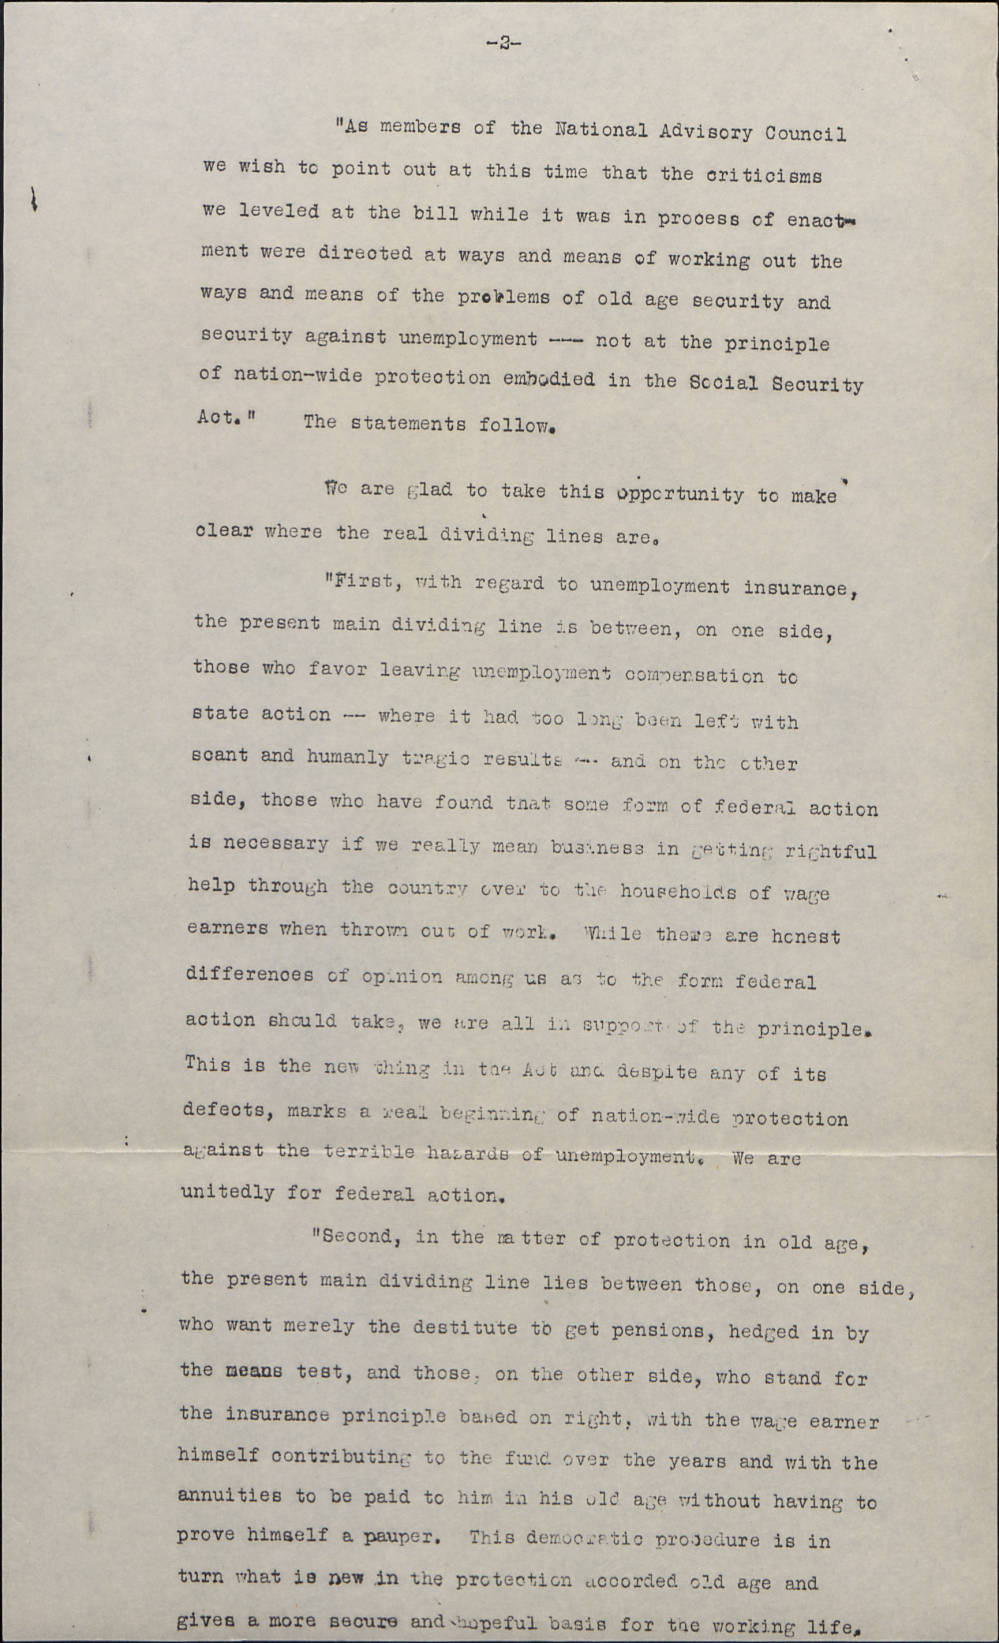 -2-
"As members of the National Advisory Council
we wish to point out at this time that the criticisms
we leveled at the bill while it was in process of enact-
ment were directed at ways and means of working out the
ways and means of the problems of old age security and
security against unemployment --- not at the principle
of nation-wide protection embodied in the Social Security
Act." The statements follow.
We are glad to take this opportunity to make
clear where the real dividing lines are.
"First, with regard to unemployment insurance,
the present main dividing line is between, on one side,
those who favor leaving unemployment compensation to
state action -- where it had too long been left with
scant and humanly tragic results -- and on the other
side, those who have found that some form of federal action
is necessary if we really mean business in getting rightful
help through the country over to the households of wage
earners when thrown out of work. While there are honest
differences of opinion among us as to the form federal
action should take, we are all in support of the principle.
This is the new thing in the Act and despite any of its
defects, marks a real beginning of nation-wide protection
against the terrible hazards of unemployment. We are
unitedly for federal action.
"Second, in the matter of protection in old age,
the present main dividing line lies between those, on one side,
who want merely the destitute to get pensions, hedged in by
the means test, and those, on the other side, who stand for
the insurance principle based on right, with the wage earner
himself contributing to the fund over the years and with the
annuities to be paid to him in his old age without having to
prove himself a pauper. This democratic procedure is in
turn what is new in the protection accorded old age and
gives a more secure and hopeful basis for the working life.